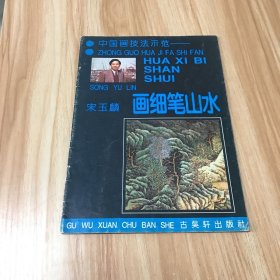 中国画技法示范——
ZHONG GUO HUA JI FA SHI FAN
HUA XI BI
SHAN
SHUI
SONG YU LIN
宋玉麟
画细笔山水
GU WU XUAN CHU BAN SHE 古吴轩出版社